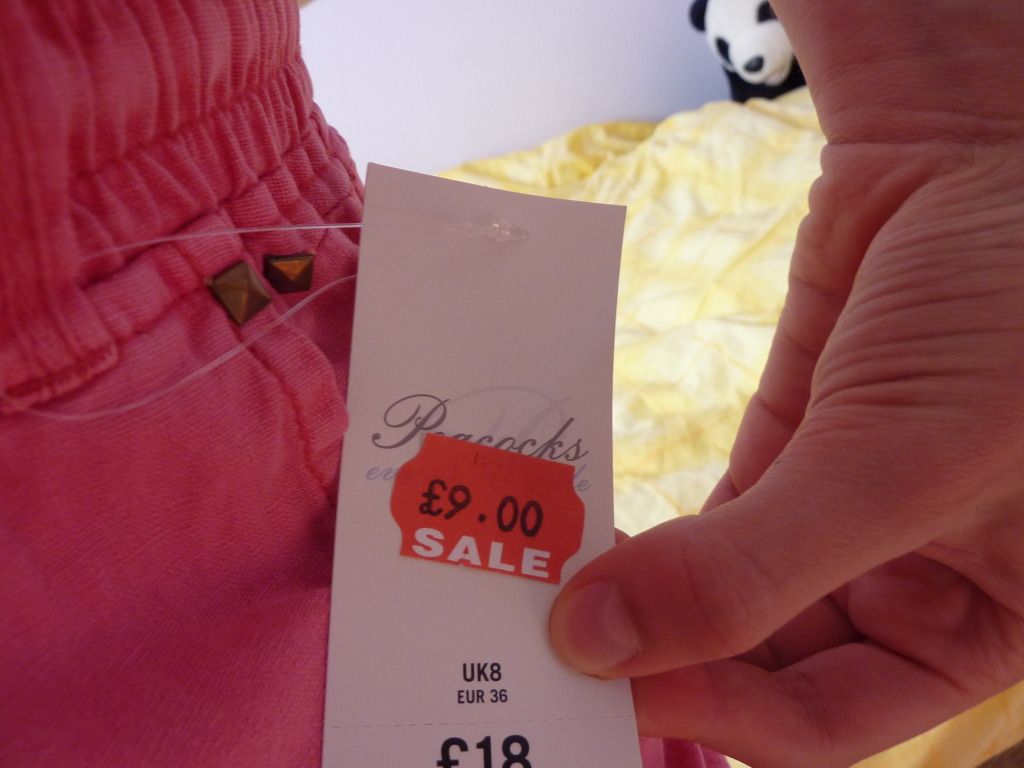 Peacocks
£9.00
SALE
UK8
EUR 36
£18